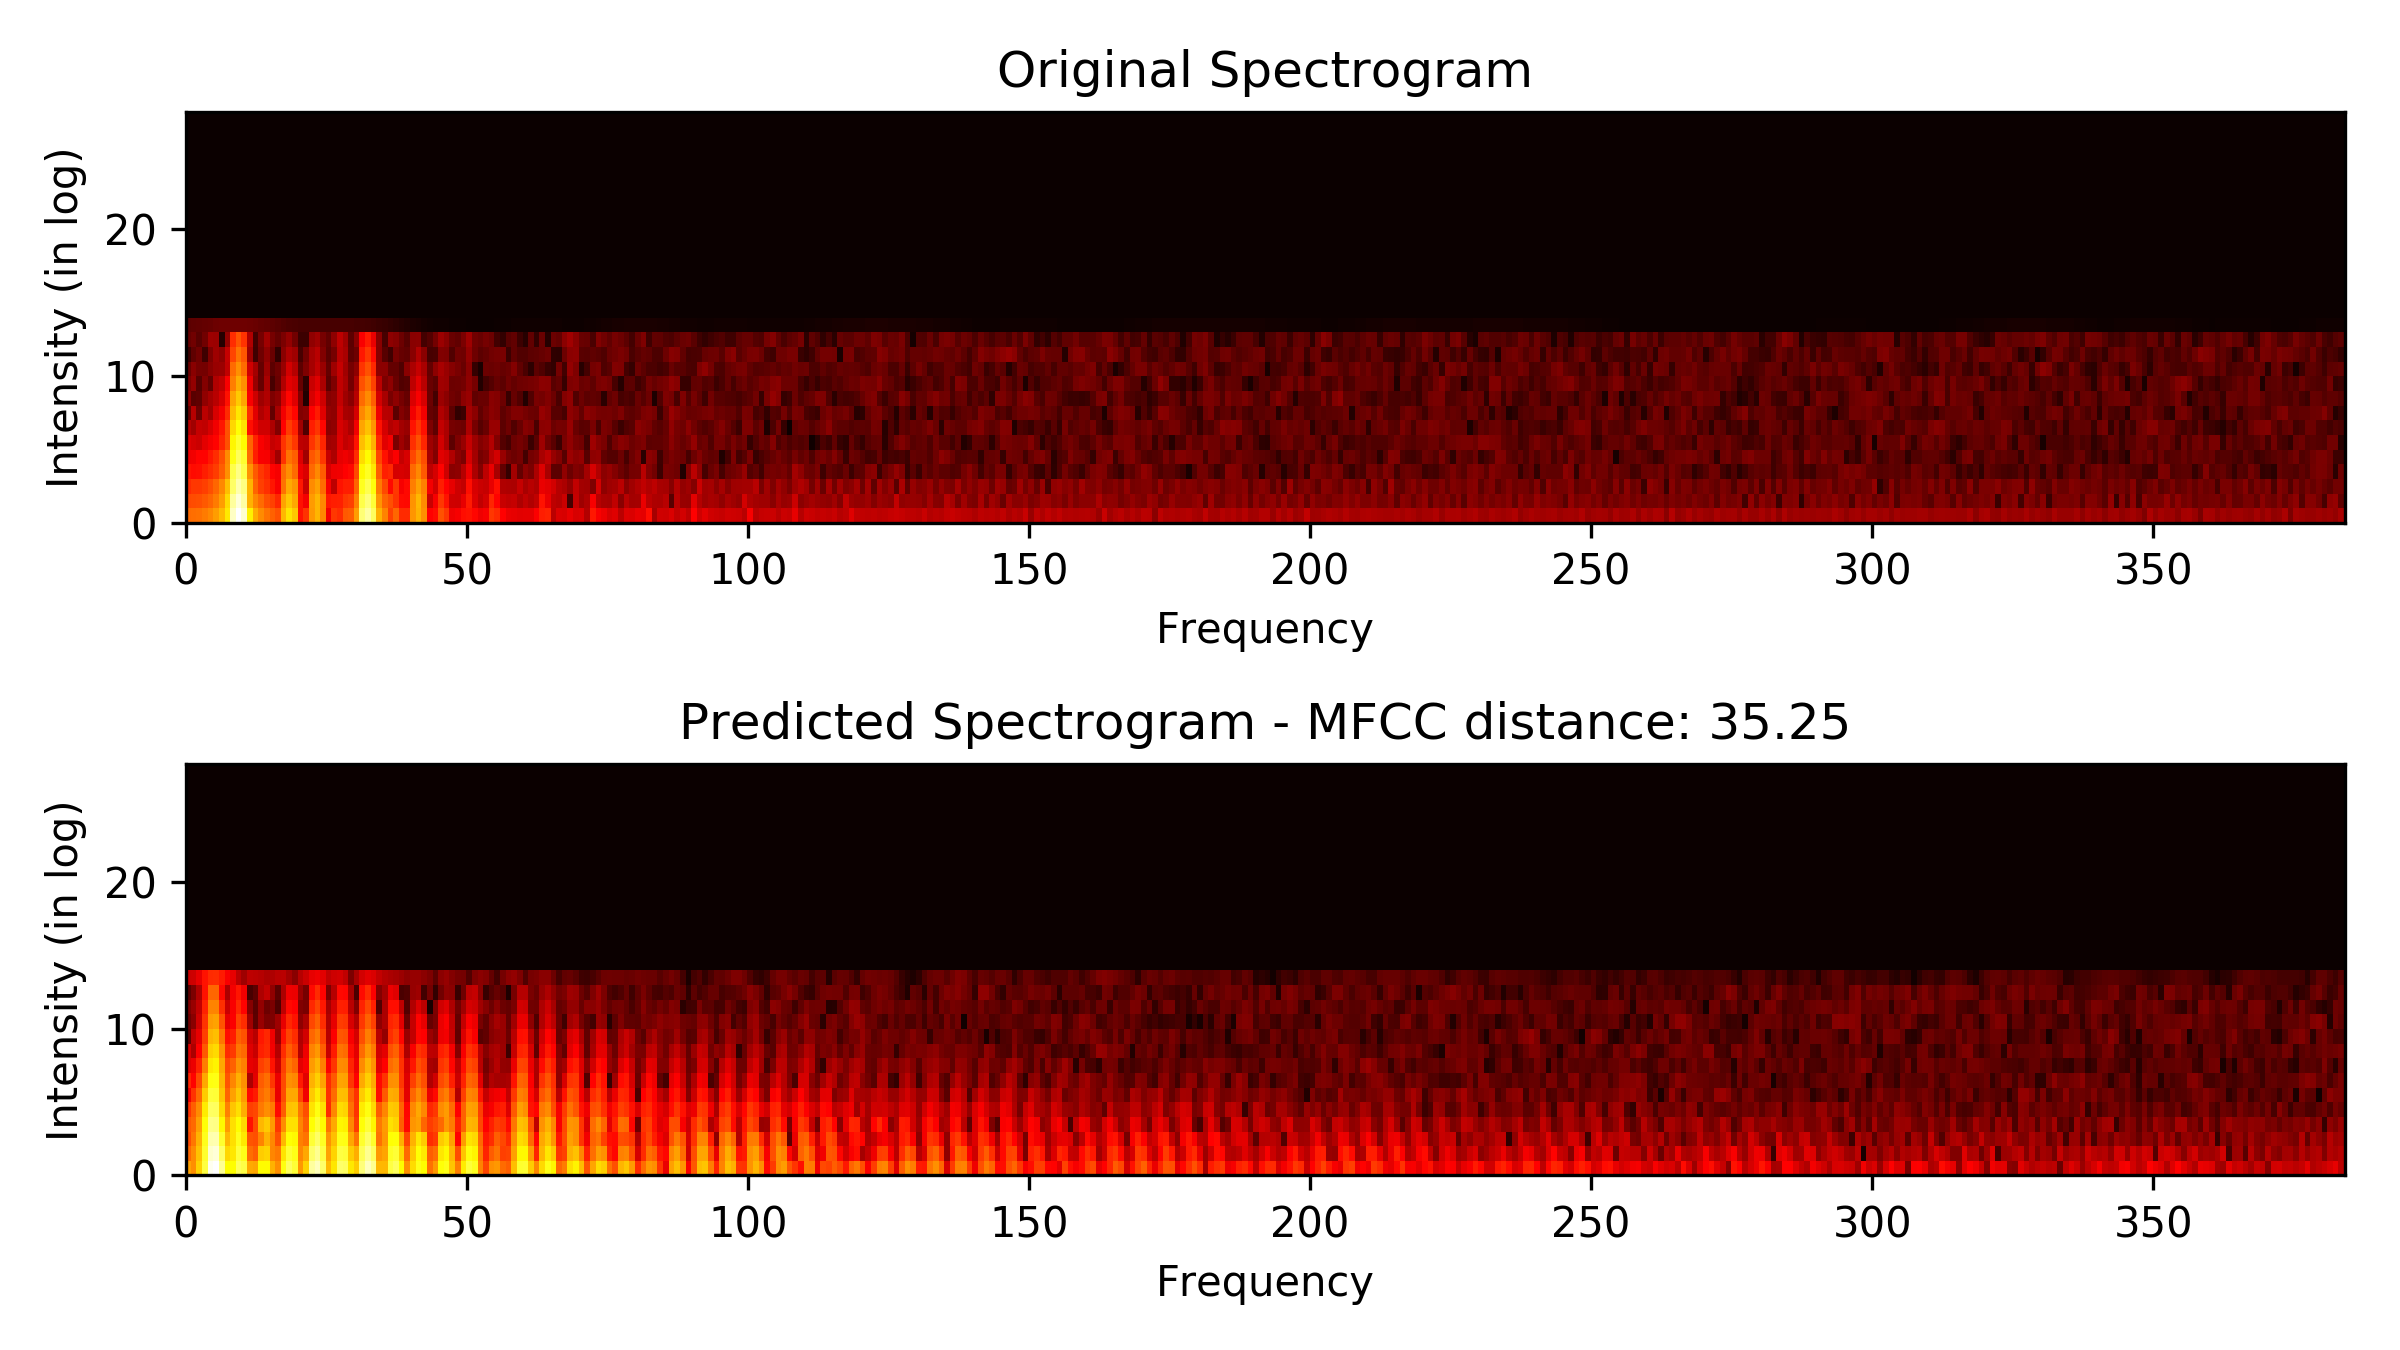 Original Spectrogram
Intensity (in log)
20
10
0
0 50 100 150 200 250 300 350
Frequency
Predicted Spectrogram - MFCC distance: 35.25
Intensity (in log)
20
10
0
0 50 100 150 200 250 300 350
Frequency